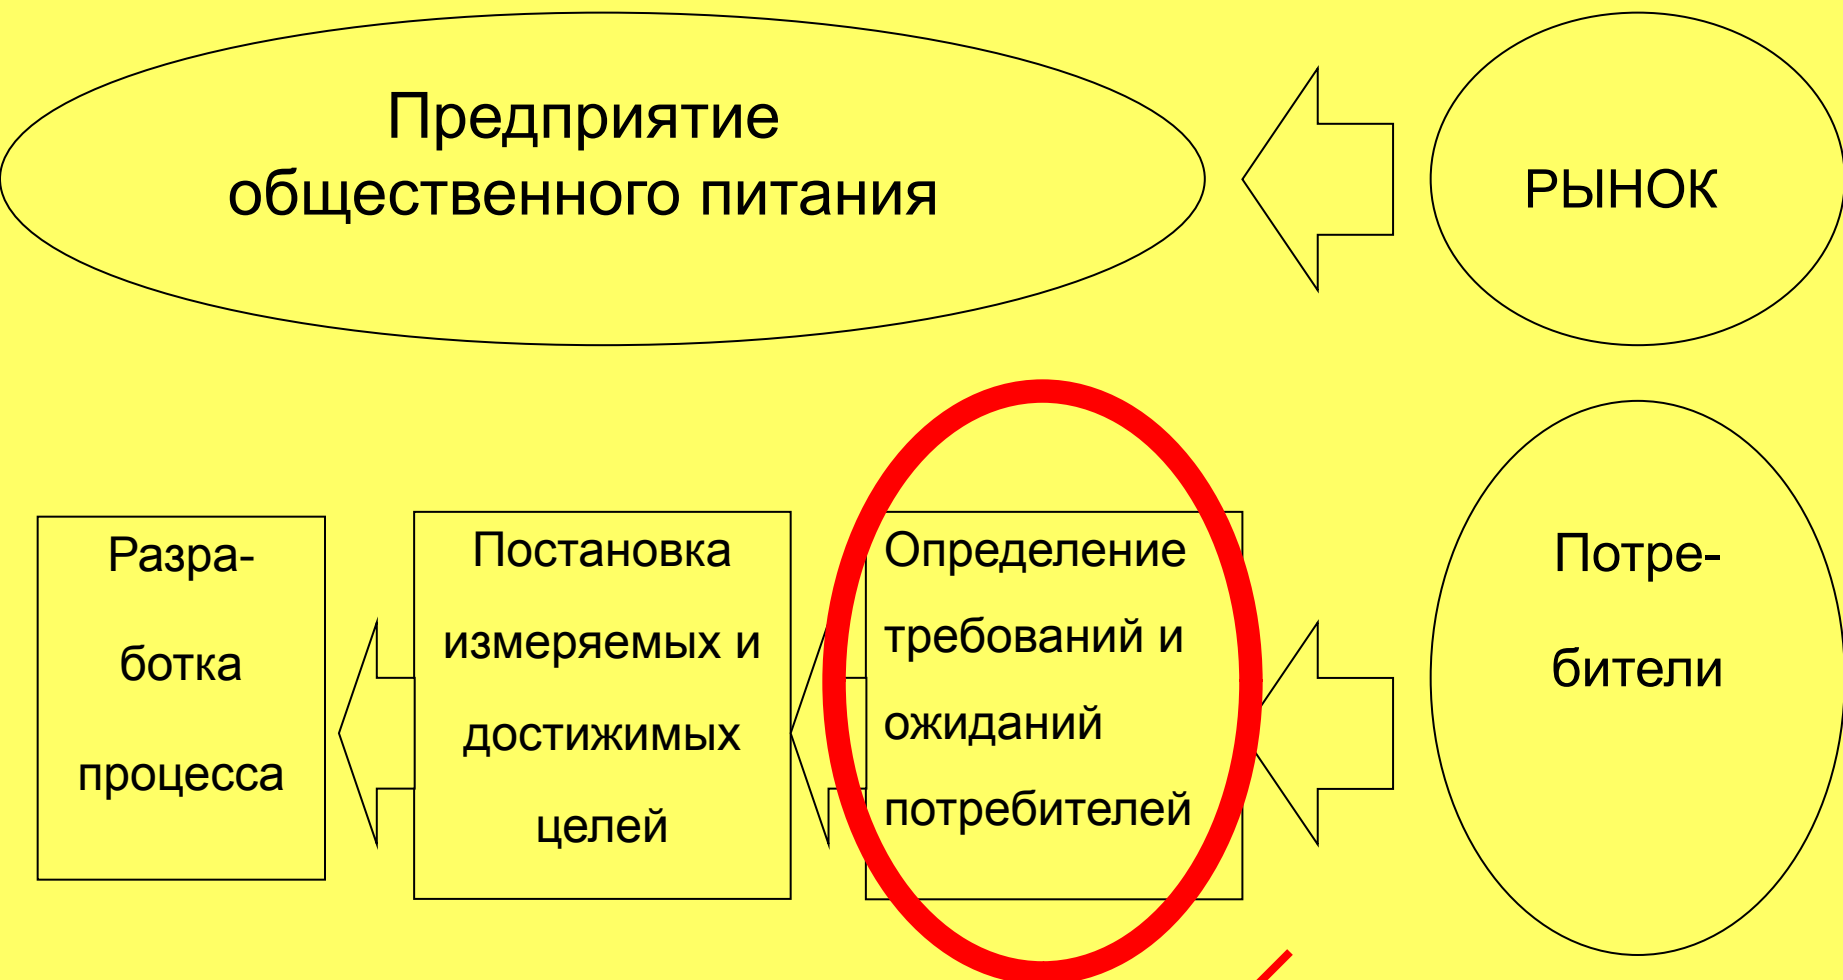 Предприятие
общественного питания
РЫНОК
Разра-
ботка
процесса
Постановка
измеряемых и
достижимых
целей
Определение
требований и
ожиданий
потребителей
Потре-
бители